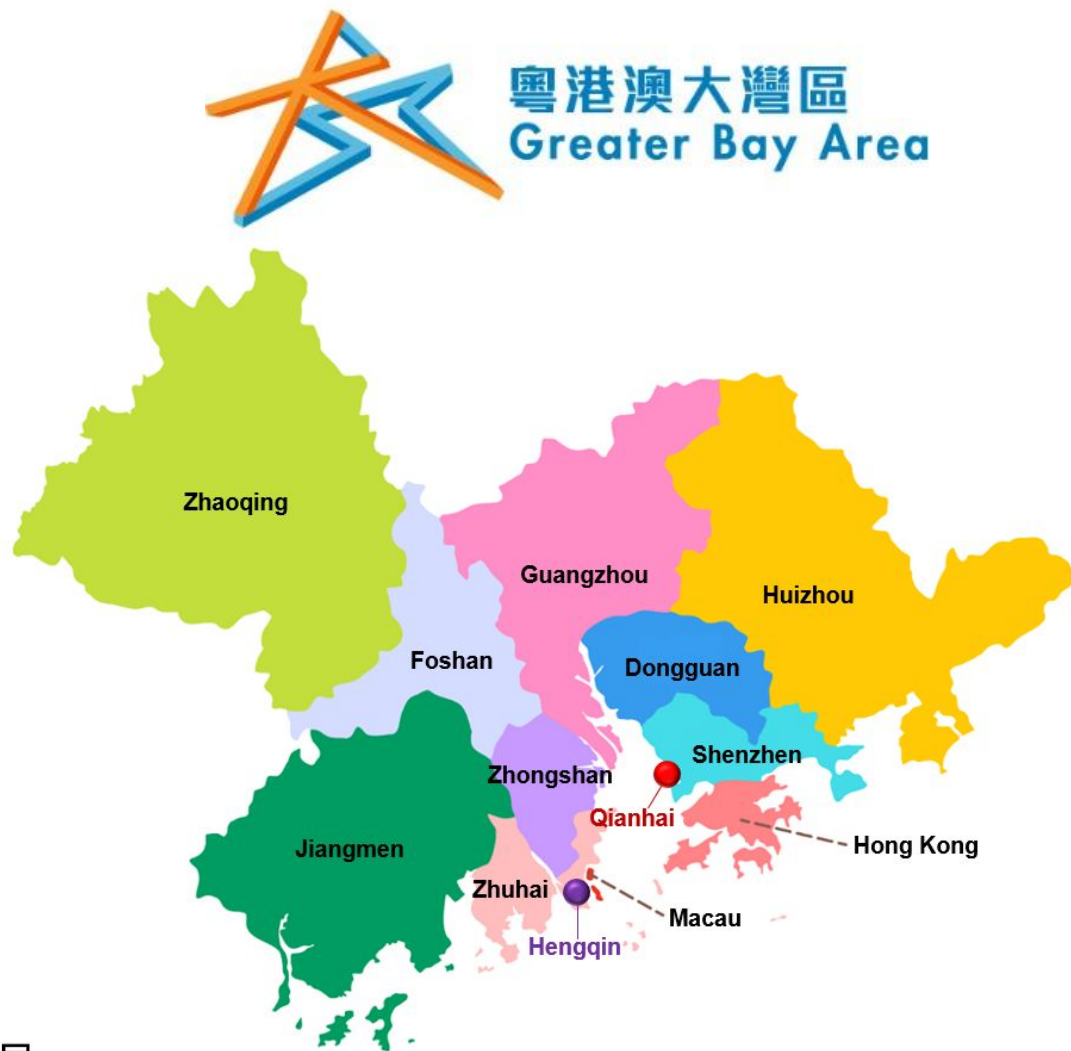 粵港澳大灣區
Greater Bay Area
Zhaoqing
Guangzhou
Huizhou
Foshan
Dongguan
Shenzhen
Zhongshan
Qianhai
Hong Kong
Jiangmen
Zhuhai
Macau
Hengqin